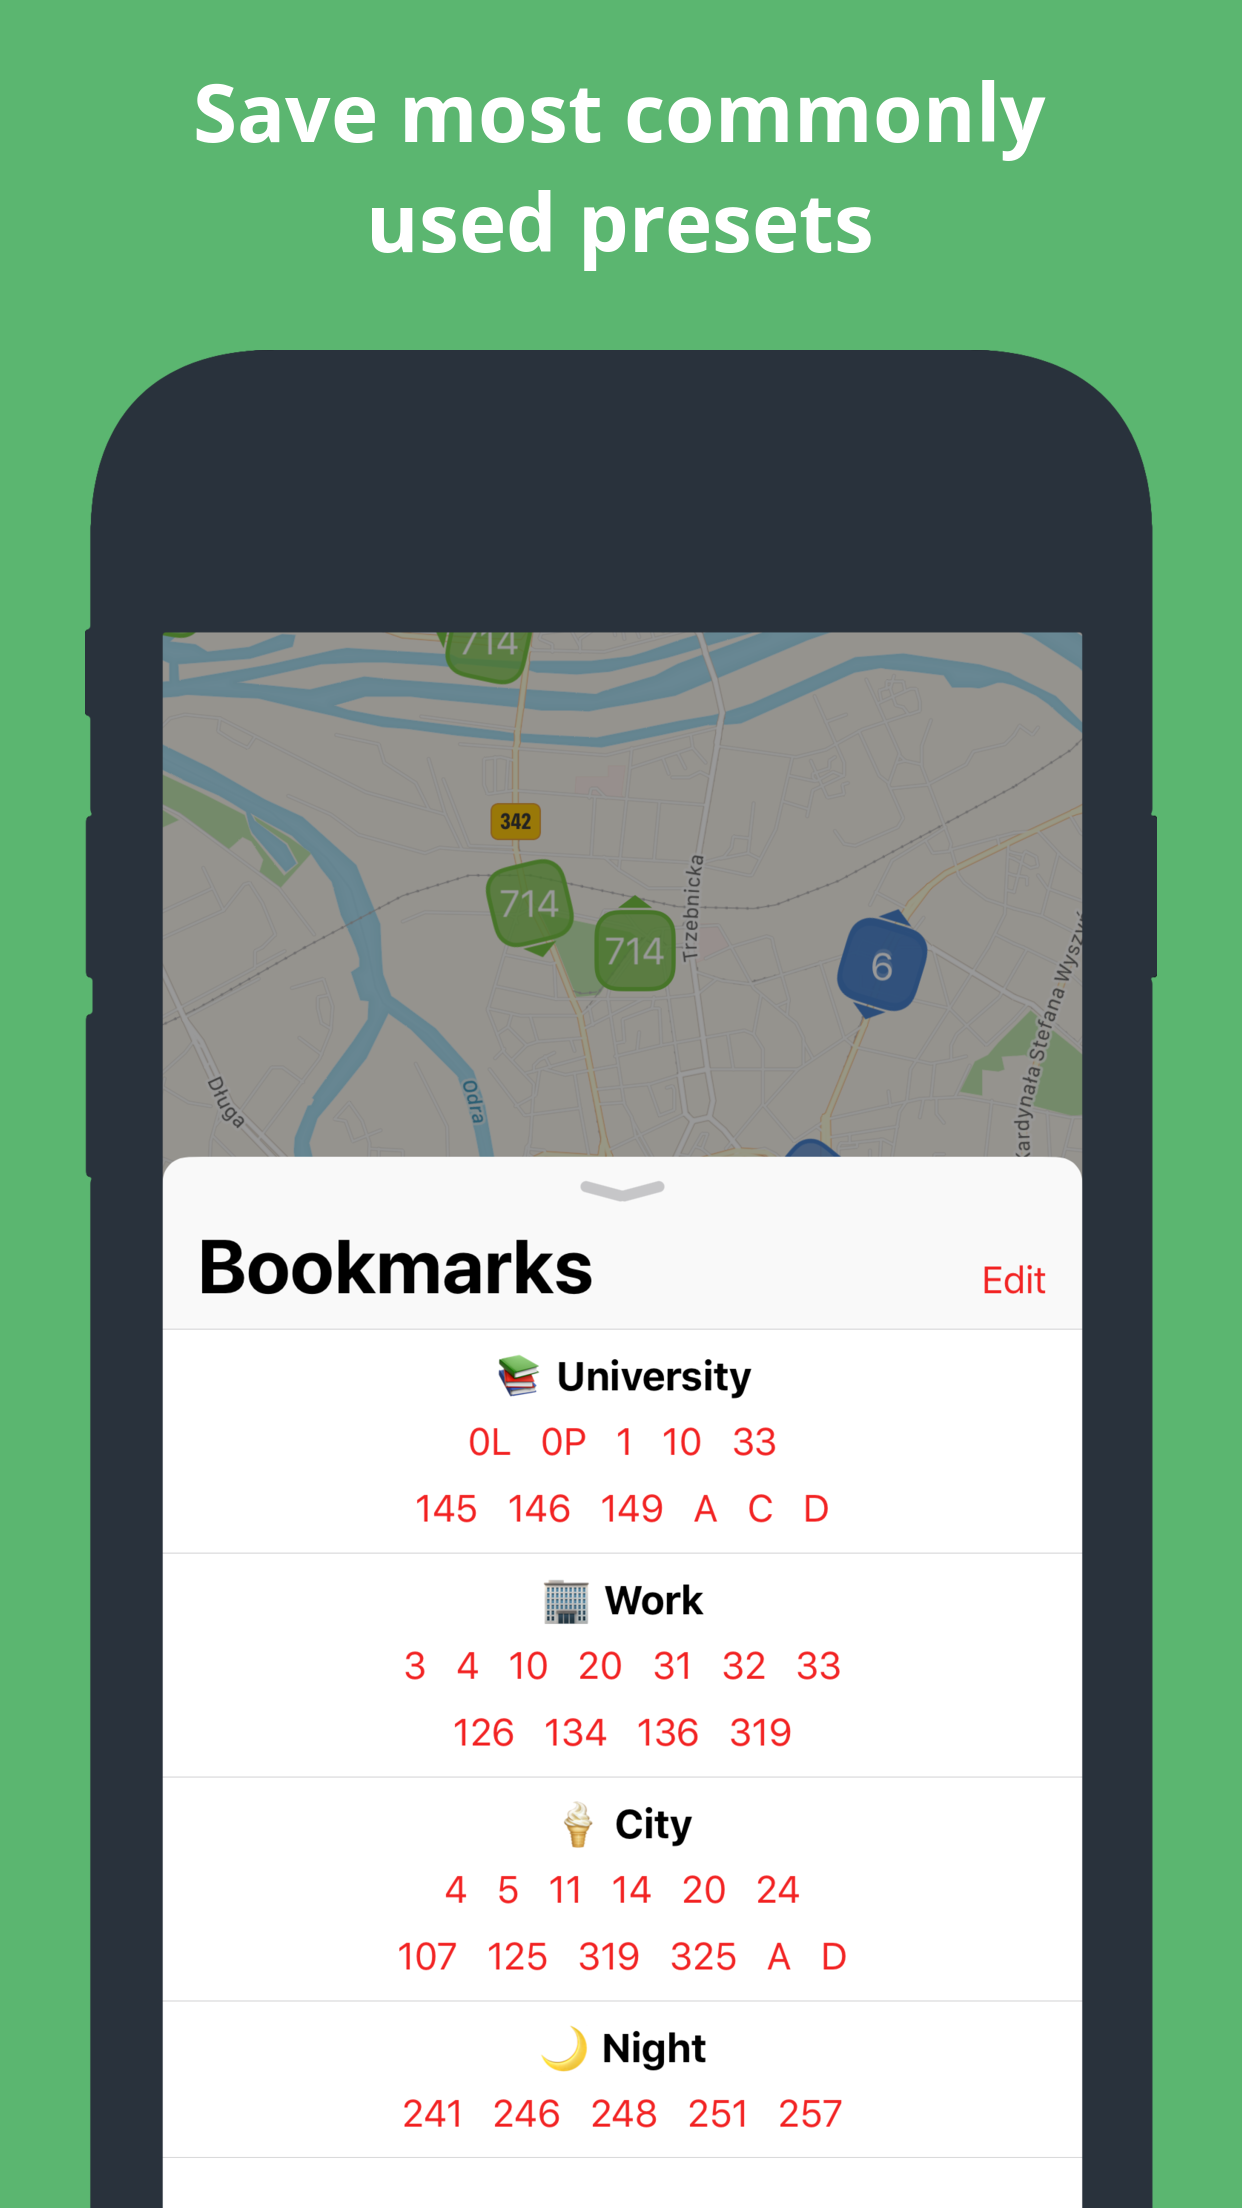 Save most commonly
used presets
714
342
714
714
6
Trzebnicka
Kardynała Stefana Wyszyń
Długa
Odra
Bookmarks
Edit
📚 University
0L 0P 1 10 33
145 146 149 A C D
🏢 Work
3 4 10 20 31 32 33
126 134 136 319
🍦 City
4 5 11 14 20 24
107 125 319 325 A D
🌙 Night
241 246 248 251 257